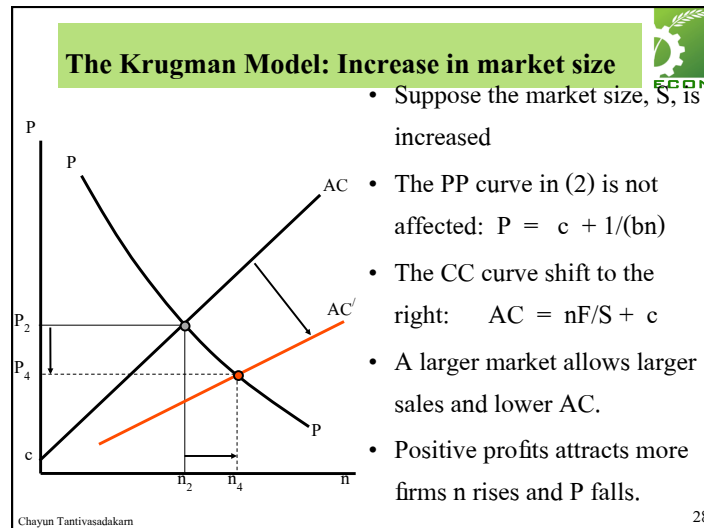 The Krugman Model: Increase in market size
ECON
• Suppose the market size, S, is
increased
• The PP curve in (2) is not
affected: P = c + 1/(bn)
• The CC curve shift to the
right: AC = nF/S + c
• A larger market allows larger
sales and lower AC.
• Positive profits attracts more
firms n rises and P falls.
P
P
AC
AC/
P2
P4
P
c
n2
n4
n
Chayun Tantivasadakarn
28